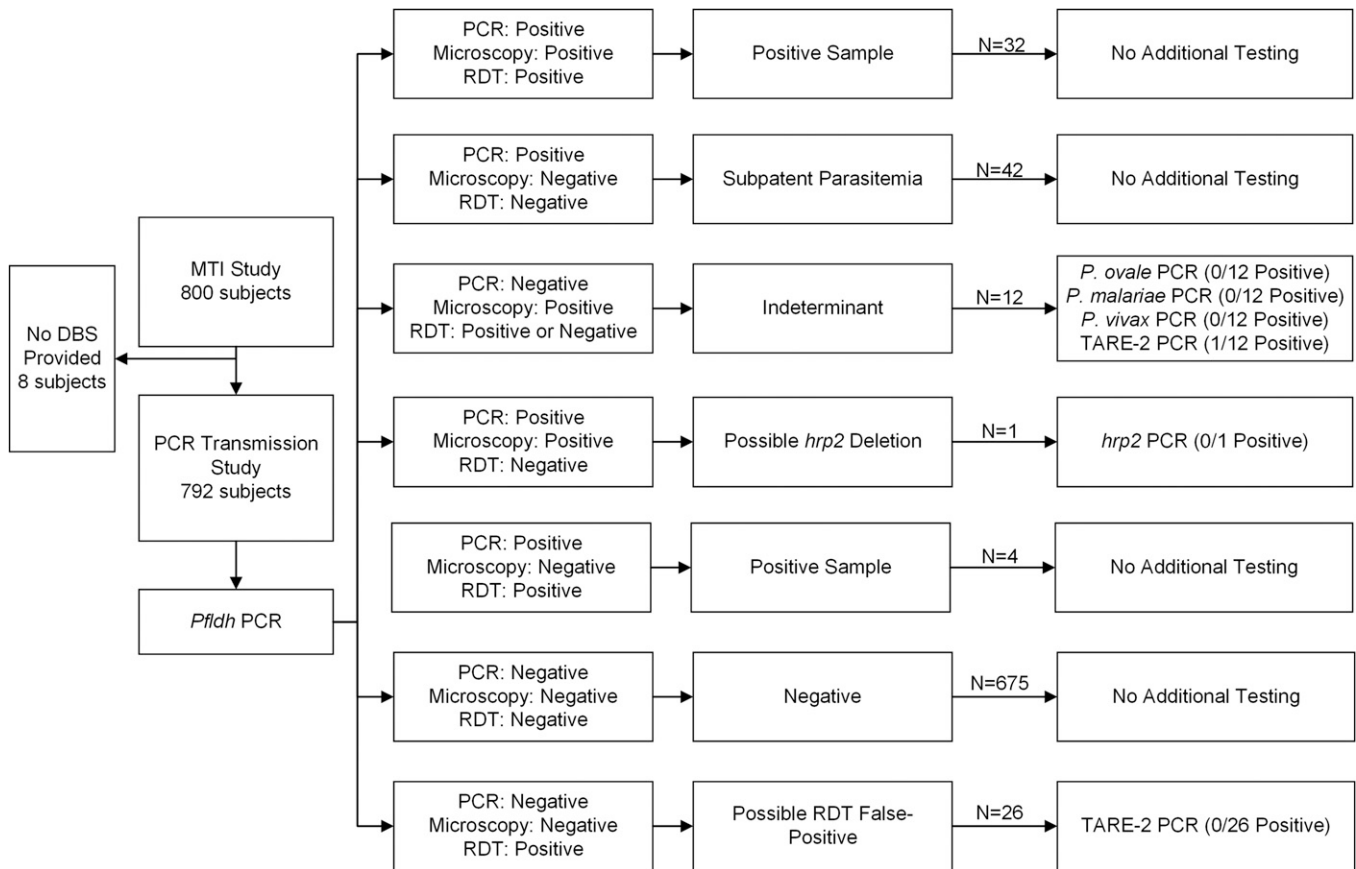 MTI Study
800 subjects
No DBS
Provided
8 subjects
PCR Transmission
Study
792 subjects
Pfldh PCR
PCR: Positive
Microscopy: Positive
RDT: Positive
Positive Sample
N=32
No Additional Testing
PCR: Positive
Microscopy: Negative
RDT: Negative
Subpatent Parasitemia
N=42
No Additional Testing
PCR: Negative
Microscopy: Positive
RDT: Positive or Negative
Indeterminant
N=12
P. ovale PCR (0/12 Positive)
P. malariae PCR (0/12 Positive)
P. vivax PCR (0/12 Positive)
TARE-2 PCR (1/12 Positive)
PCR: Positive
Microscopy: Positive
RDT: Negative
Possible hrp2 Deletion
N=1
hrp2 PCR (0/1 Positive)
PCR: Positive
Microscopy: Negative
RDT: Positive
Positive Sample
N=4
No Additional Testing
PCR: Negative
Microscopy: Negative
RDT: Negative
Negative
N=675
No Additional Testing
PCR: Negative
Microscopy: Negative
RDT: Positive
Possible RDT False-
Positive
N=26
TARE-2 PCR (0/26 Positive)